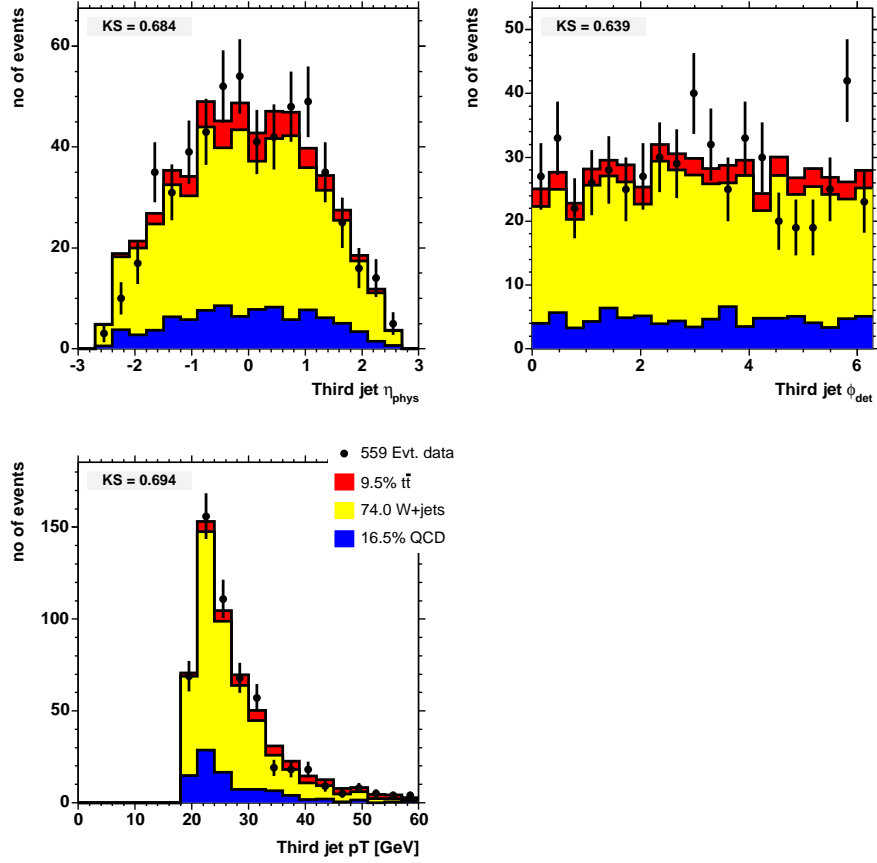 KS = 0.684
no of events
0
20
40
60
-3 -2 -1 0 1 2 3
Third jet ηphys
KS = 0.639
no of events
0
10
20
30
40
50
0 2 4 6
Third jet ϕdet
KS = 0.694
no of events
0
50
100
150
0 10 20 30 40 50 60
Third jet pT [GeV]
559 Evt. data
9.5% tt̄
74.0 W+jets
16.5% QCD